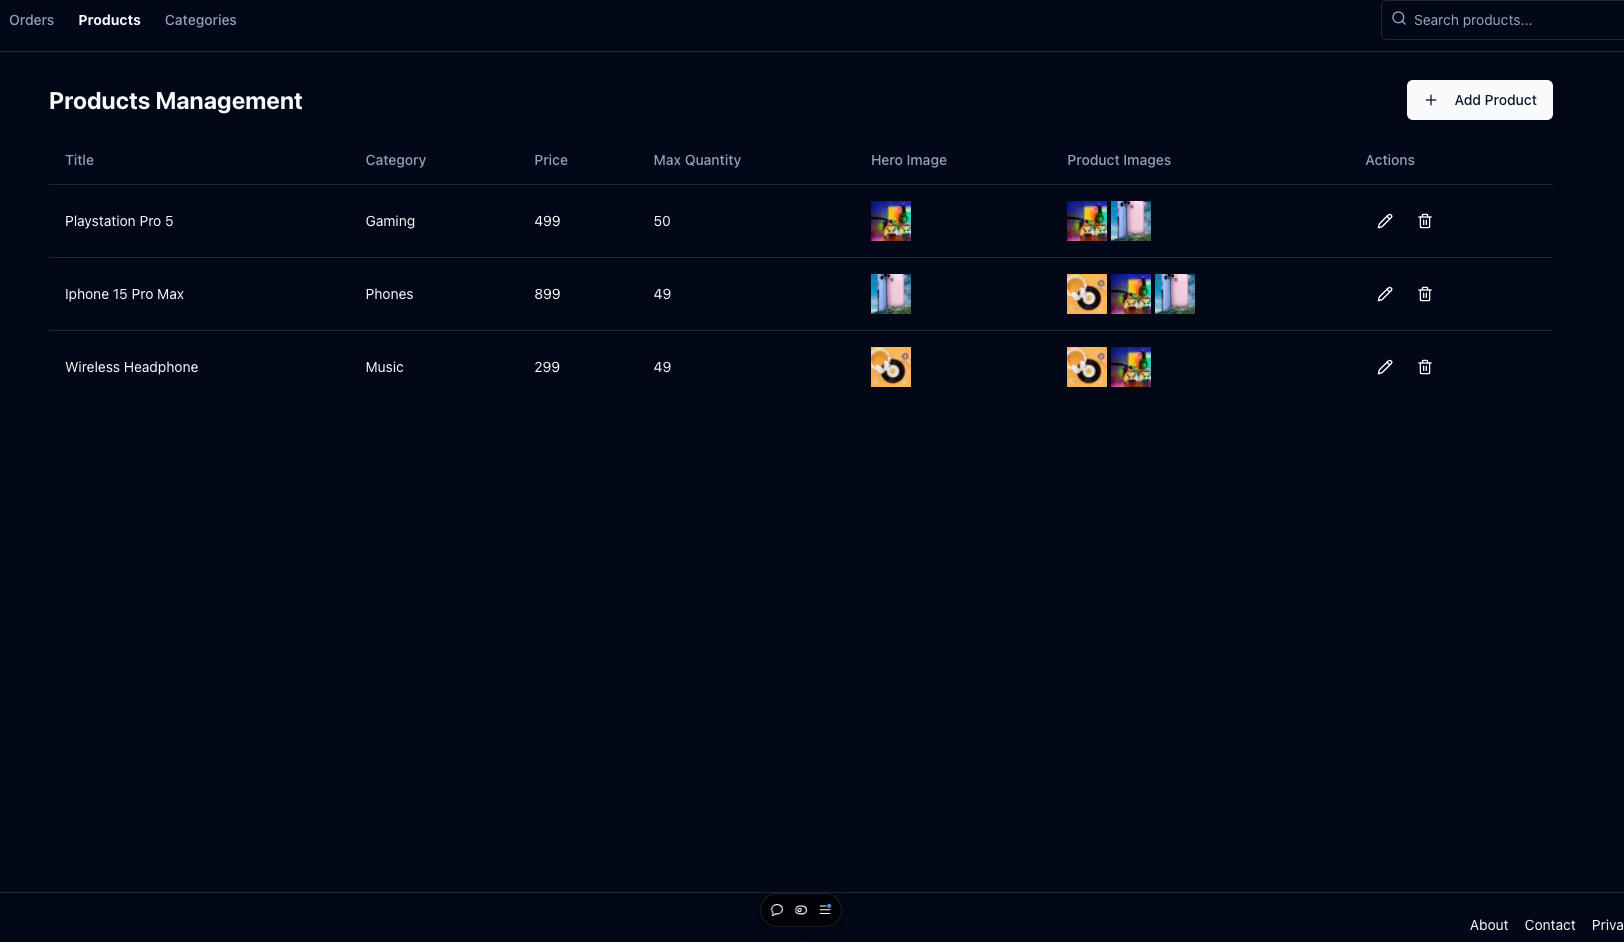 Orders Products Categories Search products...
Products Management Add Product
Title Category Price Max Quantity Hero Image Product Images Actions
Playstation Pro 5 Gaming 499 50
Iphone 15 Pro Max Phones 899 49
Wireless Headphone Music 299 49
About Contact Priva